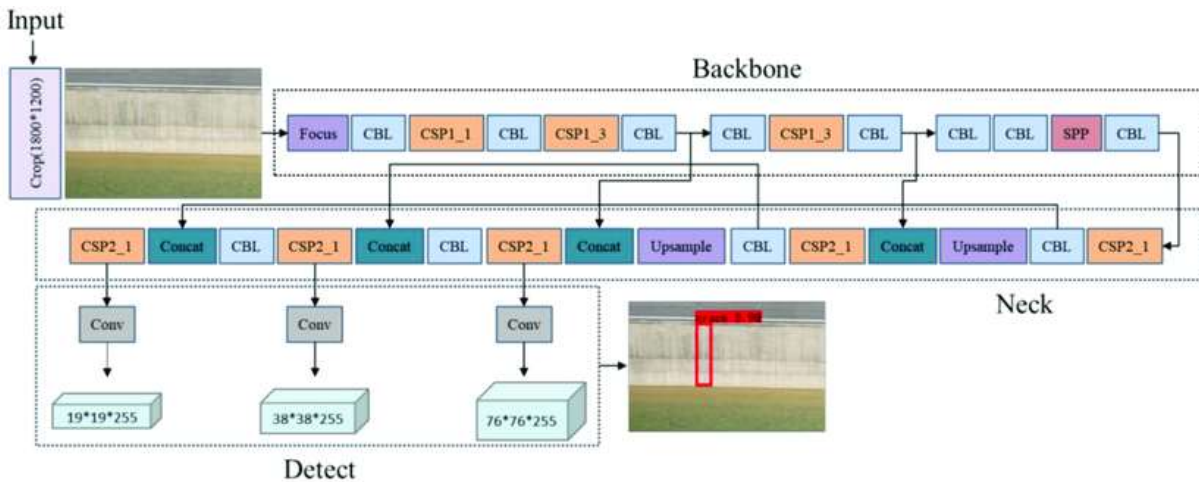 Input
Crop(1800*1200)
Backbone
Focus CBL CSP1_1 CBL CSP1_3 CBL CBL CSP1_3 CBL CBL CBL SPP CBL
CSP2_1 Concat CBL CSP2_1 Concat CBL CSP2_1 Concat Upsample CBL CSP2_1 Concat Upsample CBL CSP2_1
Neck
Conv Conv Conv
19*19*255 38*38*255 76*76*255
Detect